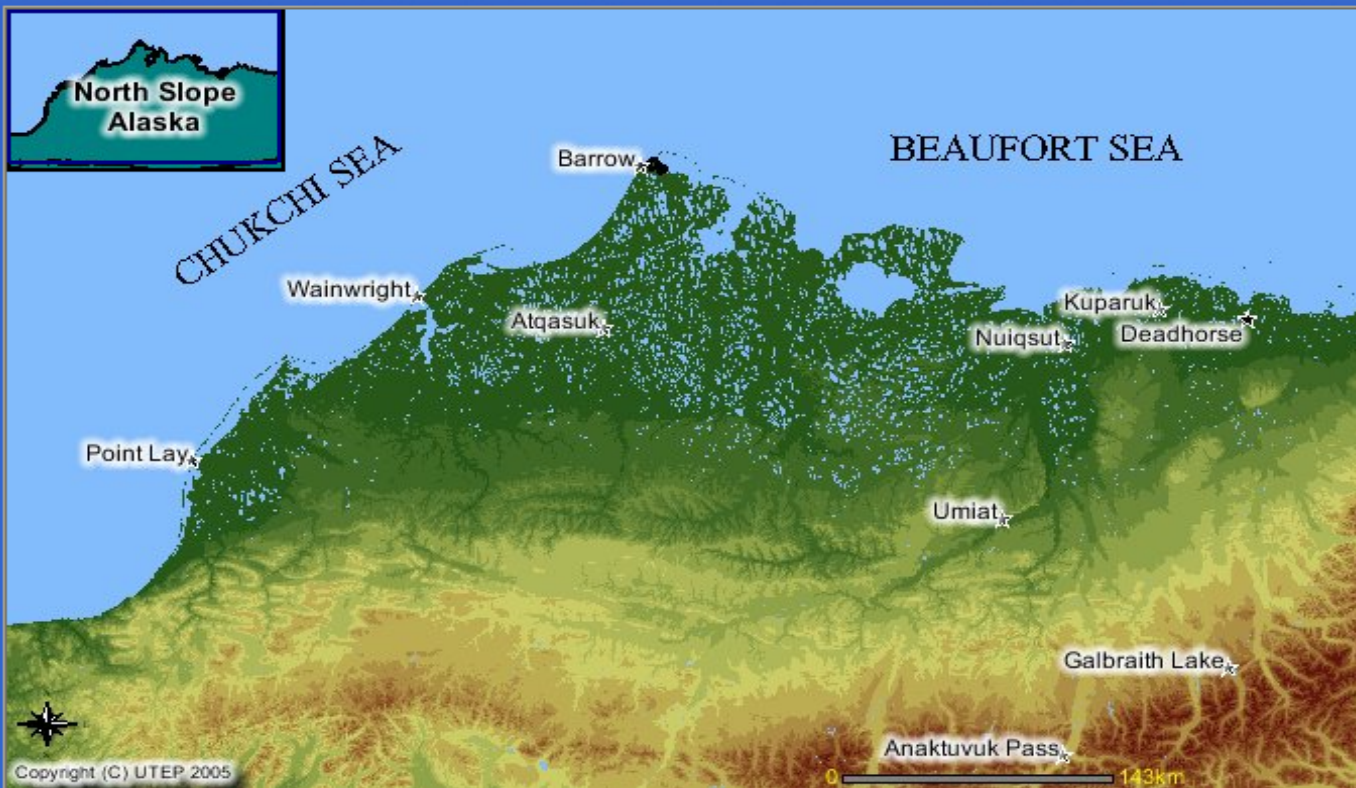 North Slope
Alaska
BEAUFORT SEA
CHUKCHI SEA
Barrow
Wainwright
Atqasuk
Kuparuk
Nuiqsut
Deadhorse
Point Lay
Umiat
Galbraith Lake
Anaktuvuk Pass
Copyright (C) UTEP 2005
0 143km